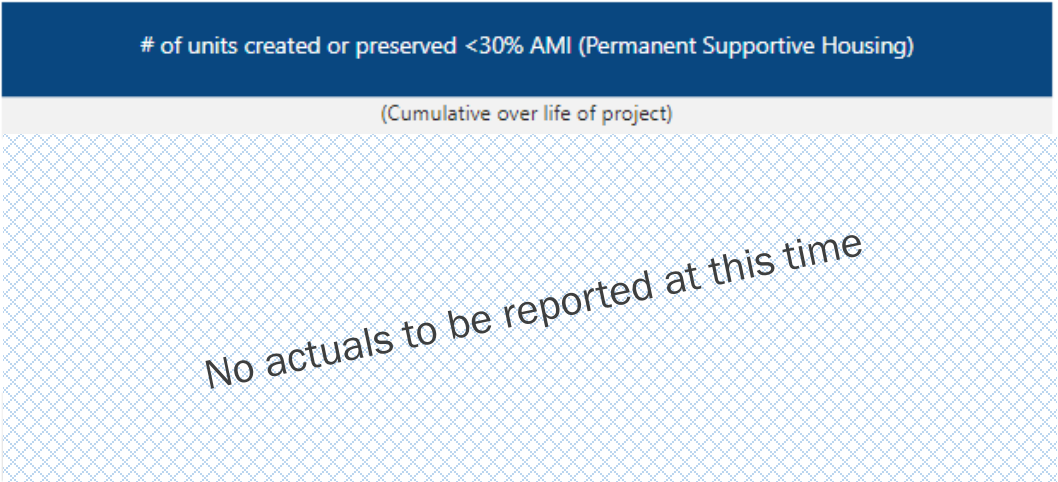 # of units created or preserved <30% AMI (Permanent Supportive Housing)
(Cumulative over life of project)
No actuals to be reported at this time